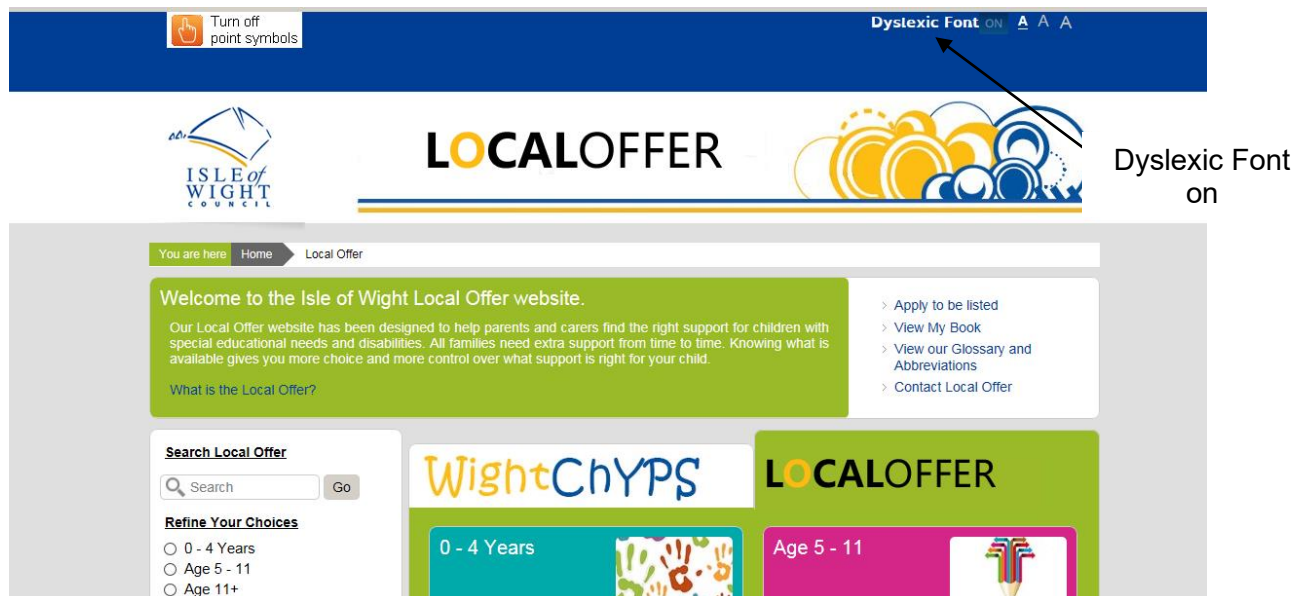 Turn off
point symbols
Dyslexic Font ON A A A
ISLE of
WIGHT
COUNCIL
LOCALOFFER
Dyslexic Font
on
You are here Home Local Offer
Welcome to the Isle of Wight Local Offer website.
Our Local Offer website has been designed to help parents and carers find the right support for children with
special educational needs and disabilities. All families need extra support from time to time. Knowing what is
available gives you more choice and more control over what support is right for your child.
What is the Local Offer?
> Apply to be listed
> View My Book
> View our Glossary and
Abbreviations
> Contact Local Offer
Search Local Offer
Search Go
Refine Your Choices
0 - 4 Years
Age 5 - 11
Age 11+
WightChYPS
LOCALOFFER
0 - 4 Years
Age 5 - 11